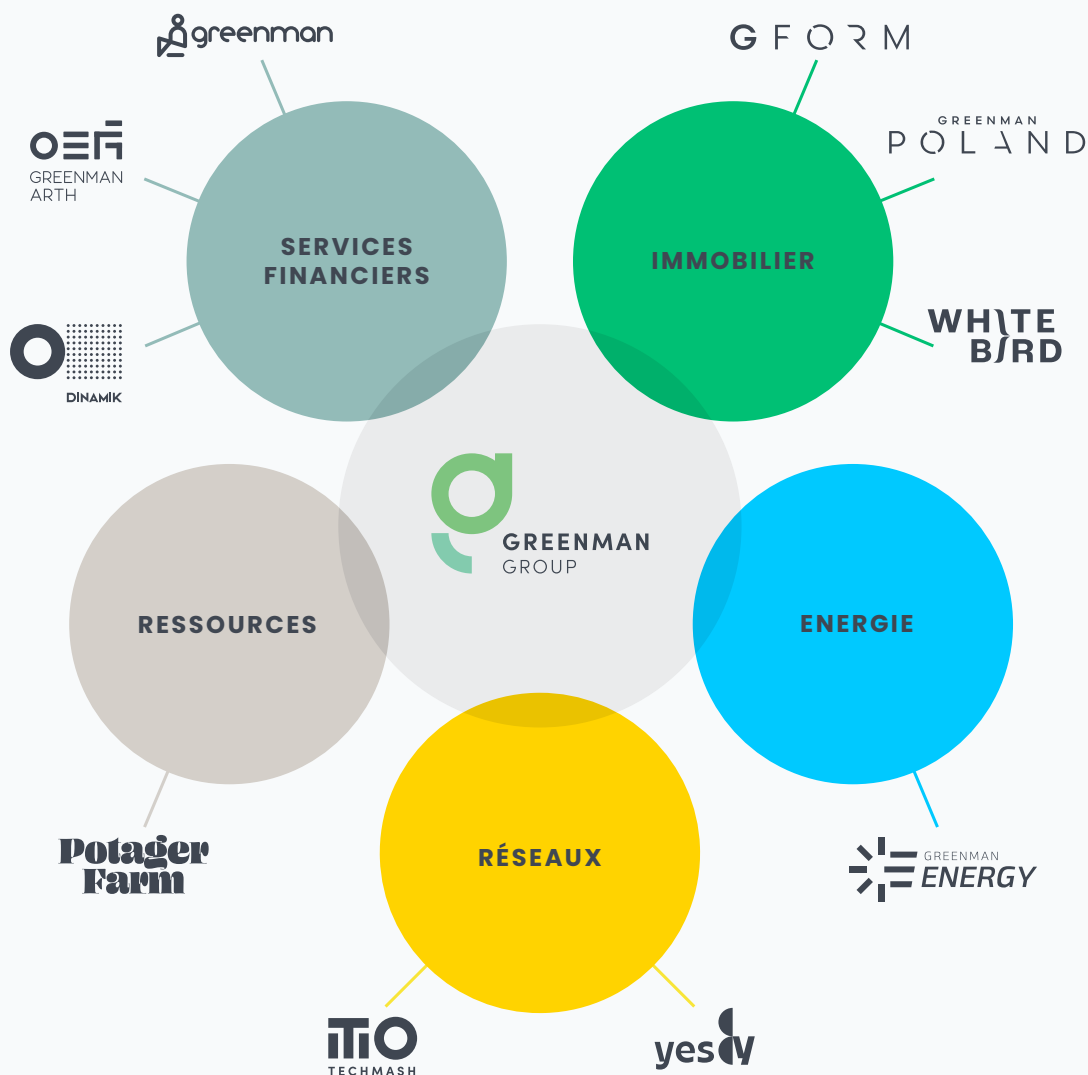 greenman
GFORM
GREENMAN
POLAND
OEÑ
GREENMAN
ARTH
SERVICES
FINANCIERS
IMMOBILIER
WHITE
BIRD
DINAMIK
GREENMAN
GROUP
RESSOURCES
ENERGIE
Potager
Farm
RÉSEAUX
GREENMAN
ENERGY
iTiO
TECHMASH
yes